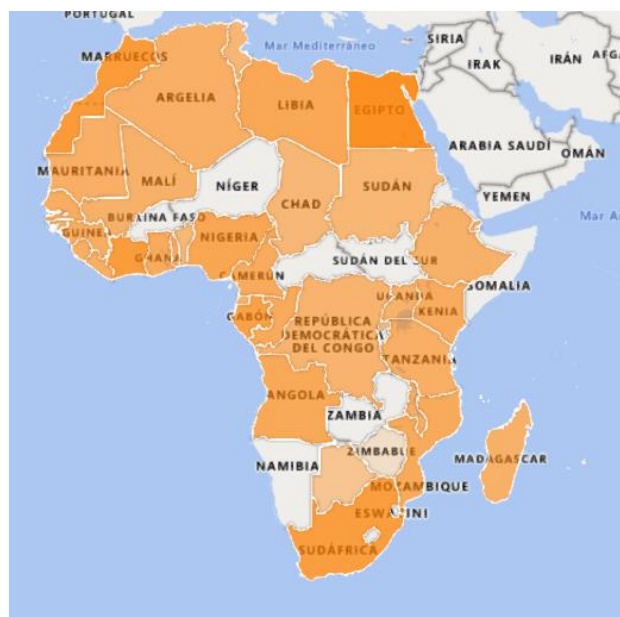 PORTUGAL
SIRIA
MARRUECOS
Mar Mediterráneo
IRAK
IRÁN
AFGA
ARGELIA
LIBIA
EGIPTO
ARABIA SAUDÍ
OMÁN
MAURITANIA
MALÍ
NÍGER
CHAD
SUDÁN
YEMEN
BURKINA FASO
Mar Ar
GUINEA
NIGERIA
GHANA
SUDÁN DEL SUR
CAMERÚN
SOMALIA
UGANDA
GABÓN
KENIA
REPÚBLICA
DEMOCRÁTICA
DEL CONGO
TANZANIA
ANGOLA
ZAMBIA
ZIMBABUE
NAMIBIA
MADAGASCAR
MOZAMBIQUE
ESWATINI
SUDÁFRICA